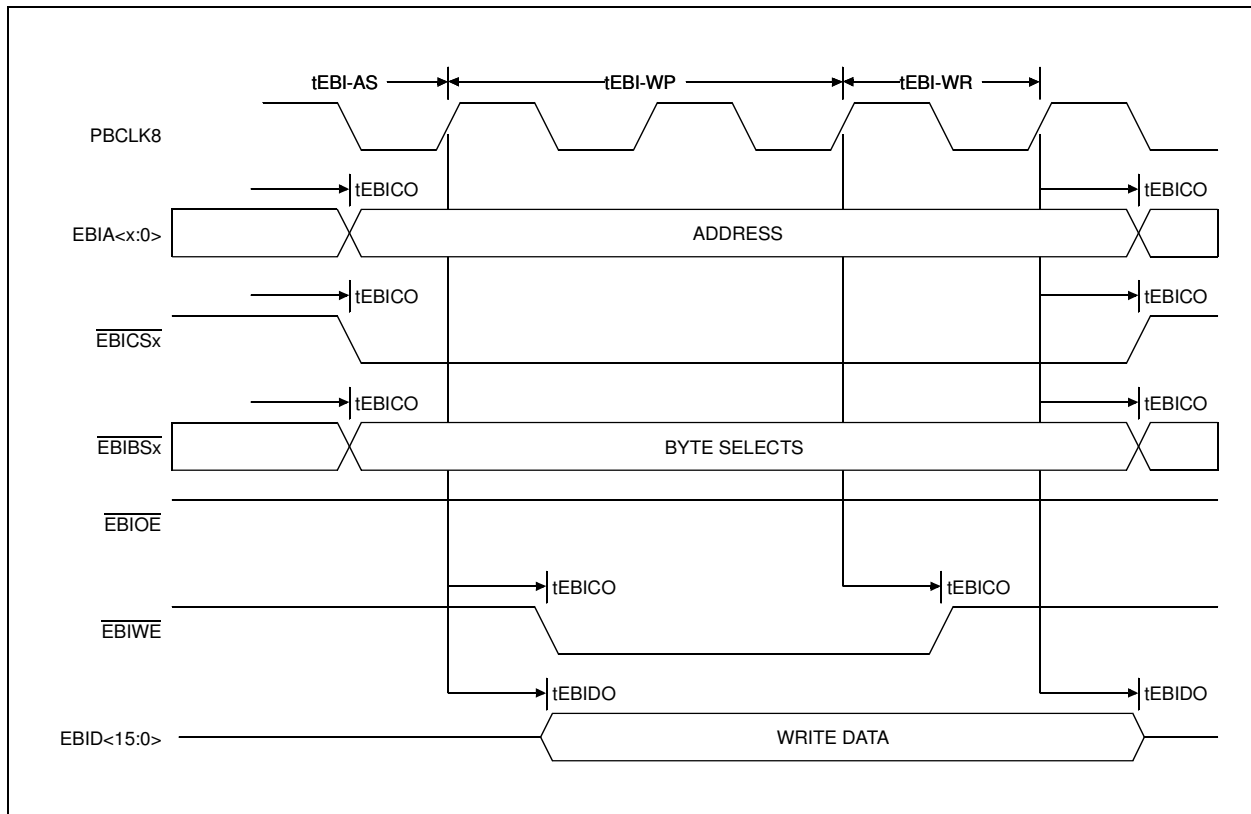 tEBI-AS tEBI-WP tEBI-WR
PBCLK8
tEBICO tEBICO
EBIA<x:0> ADDRESS
tEBICO tEBICO
EBICSx
tEBICO tEBICO
EBIBSx BYTE SELECTS
EBIOE
tEBICO tEBICO
EBIWE
tEBIDO tEBIDO
EBID<15:0> WRITE DATA